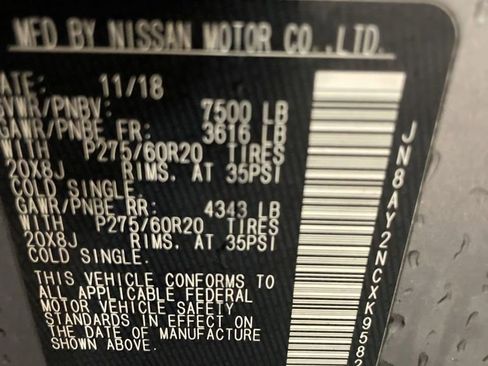 MFD BY NISSAN MOTOR CO.,LTD.
DATE: 11/18
GVWR/PNBV: 7500 LB
GAWR/PNBE FR: 3616 LB
WITH P275/60R20 TIRES
20X8J RIMS. AT 35PSI
COLD SINGLE.
GAWR/PNBE RR: 4343 LB
WITH P275/60R20 TIRES
20X8J RIMS. AT 35PSI
COLD SINGLE.
THIS VEHICLE CONFORMS TO
ALL APPLICABLE FEDERAL
MOTOR VEHICLE SAFETY
STANDARDS IN EFFECT ON
THE DATE OF MANUFACTURE
SHOWN ABOVE.
JN8AY2NCXK958